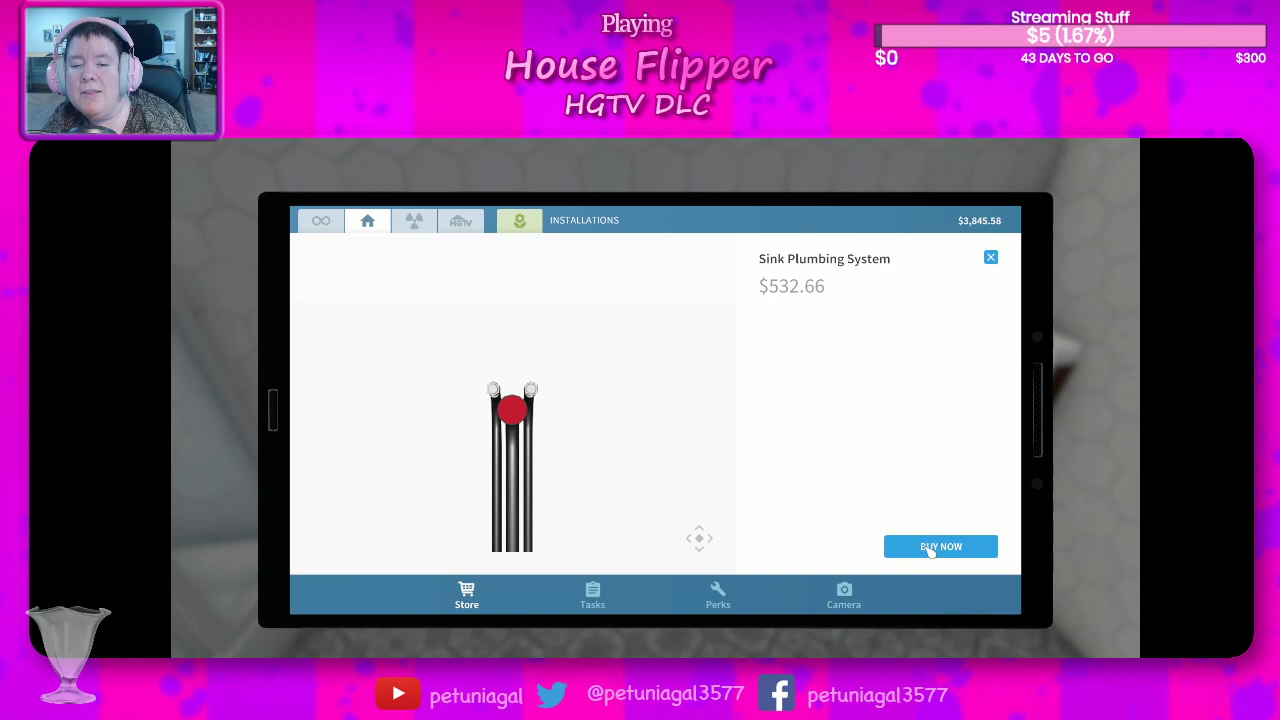 Playing
House Flipper
HGTV DLC
Streaming Stuff
$5 (1.67%)
$0
43 DAYS TO GO
$300
HGTV
INSTALLATIONS
$3,845.58
Sink Plumbing System
$532.66
BUY NOW
Store
Tasks
Perks
Camera
petuniagal
@petuniagal3577
petuniagal3577